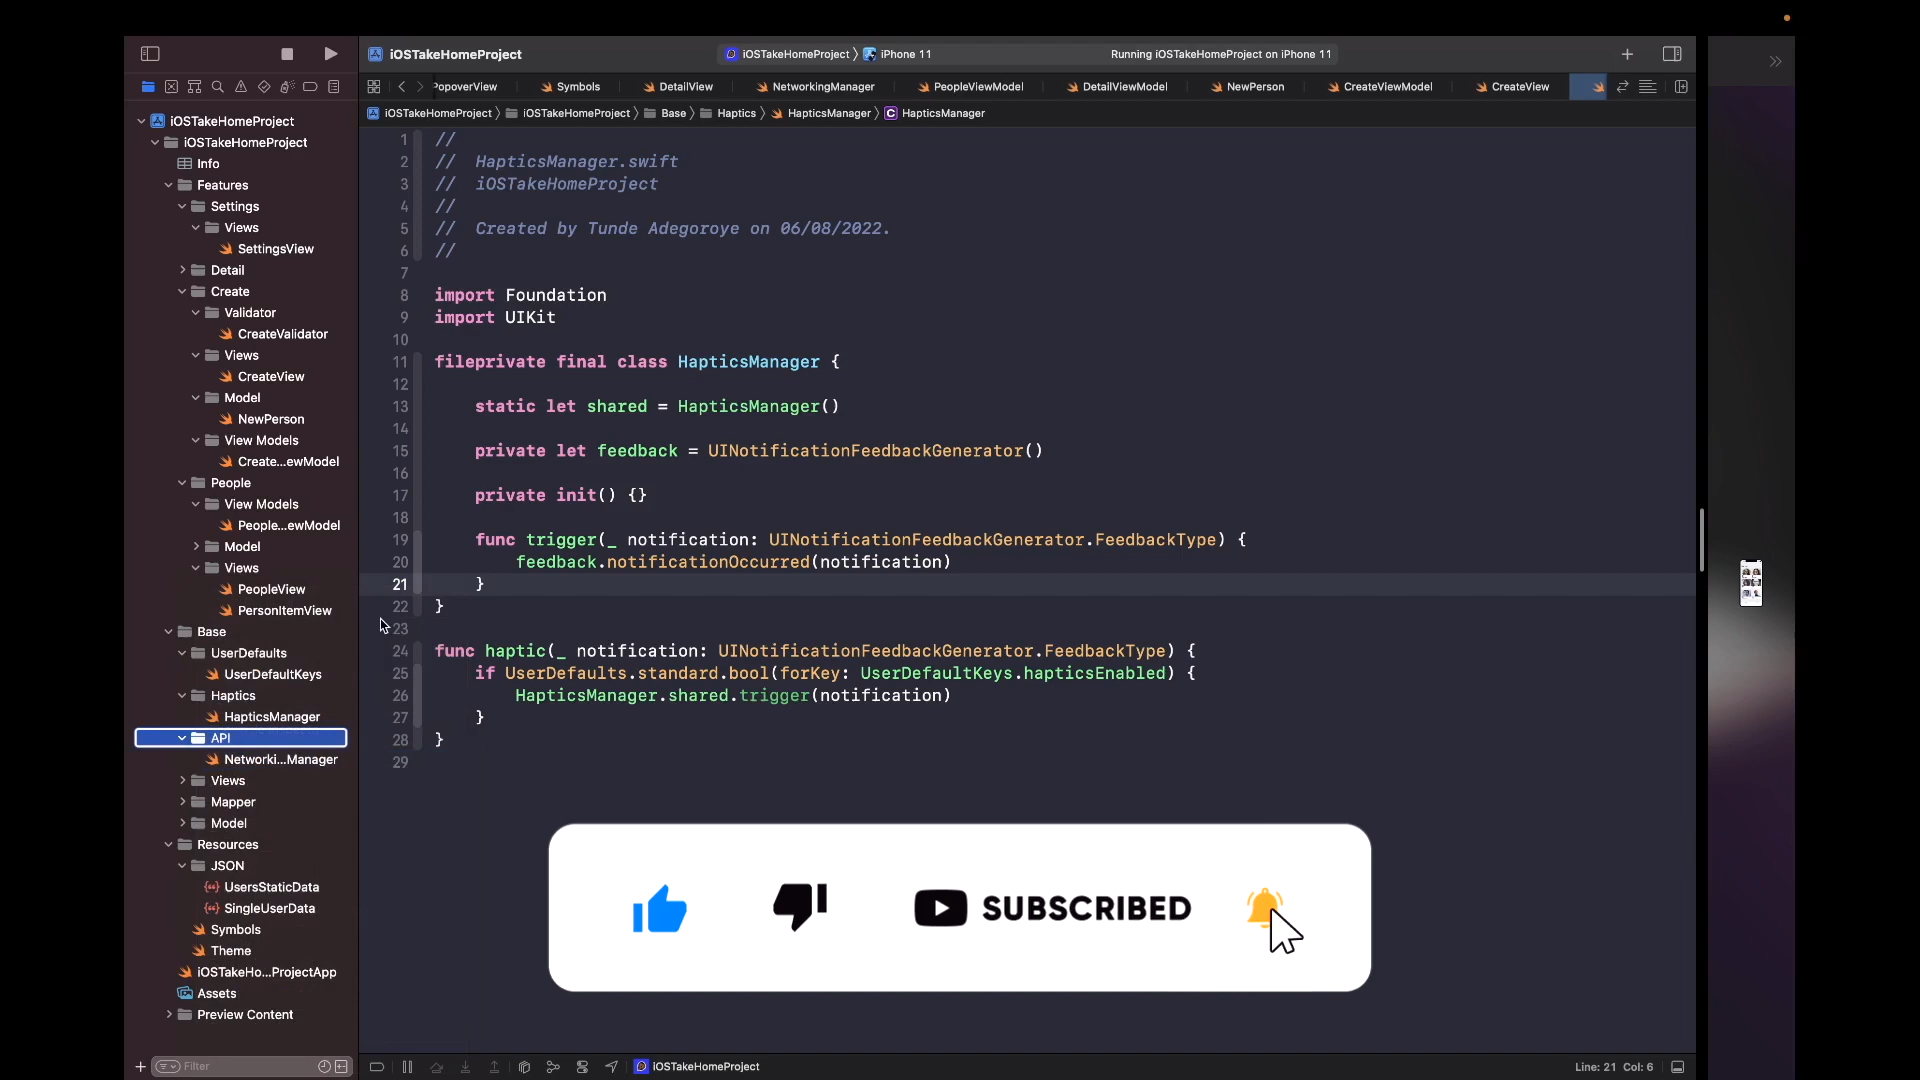 iOSTakeHomeProject
iOSTakeHomeProject
iPhone 11
Running iOSTakeHomeProject on iPhone 11
PopoverView
Symbols
DetailView
NetworkingManager
PeopleViewModel
DetailViewModel
NewPerson
CreateViewModel
CreateView
iOSTakeHomeProject
iOSTakeHomeProject
Base
Haptics
HapticsManager
C HapticsManager
iOSTakeHomeProject
iOSTakeHomeProject
Info
Features
Settings
Views
SettingsView
Detail
Create
Validator
CreateValidator
Views
CreateView
Model
NewPerson
View Models
Create...ewModel
People
View Models
People...ewModel
Model
Views
PeopleView
PersonItemView
Base
UserDefaults
UserDefaultKeys
Haptics
HapticsManager
API
Networki...Manager
Views
Mapper
Model
Resources
JSON
UsersStaticData
SingleUserData
Symbols
Theme
iOSTakeHo...ProjectApp
Assets
Preview Content
Filter
1 //
2 // HapticsManager.swift
3 // iOSTakeHomeProject
4 //
5 // Created by Tunde Adegoroye on 06/08/2022.
6 //
7
8 import Foundation
9 import UIKit
10
11 fileprivate final class HapticsManager {
12
13 static let shared = HapticsManager()
14
15 private let feedback = UINotificationFeedbackGenerator()
16
17 private init() {}
18
19 func trigger(_ notification: UINotificationFeedbackGenerator.FeedbackType) {
20 feedback.notificationOccurred(notification)
21 }
22 }
23
24 func haptic(_ notification: UINotificationFeedbackGenerator.FeedbackType) {
25 if UserDefaults.standard.bool(forKey: UserDefaultKeys.hapticsEnabled) {
26 HapticsManager.shared.trigger(notification)
27 }
28 }
29
SUBSCRIBED
iOSTakeHomeProject
Line: 21 Col: 6